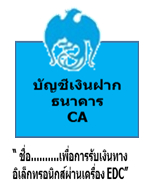 บัญชีเงินฝาก
ธนาคาร
CA
“ ชื่อ..........เพื่อการรับเงินทาง
อิเล็กทรอนิกส์ผ่านเครื่อง EDC”